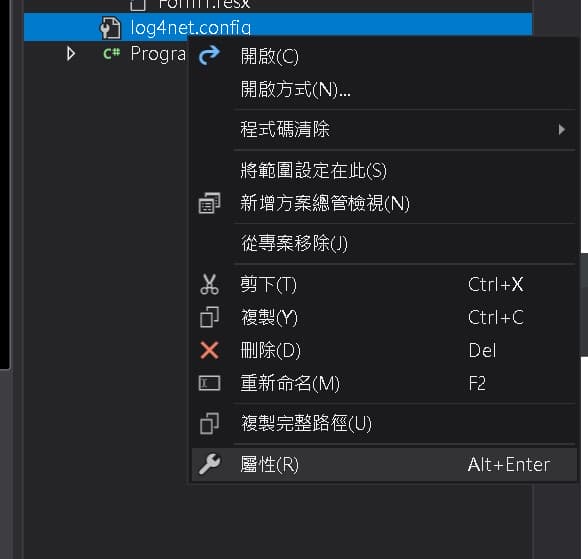 Form1.resx
log4net.config
C# Progra
開啟(C)
開啟方式(N)...
程式碼清除
將範圍設定在此(S)
新增方案總管檢視(N)
從專案移除(J)
剪下(T) Ctrl+X
複製(Y) Ctrl+C
刪除(D) Del
重新命名(M) F2
複製完整路徑(U)
屬性(R) Alt+Enter